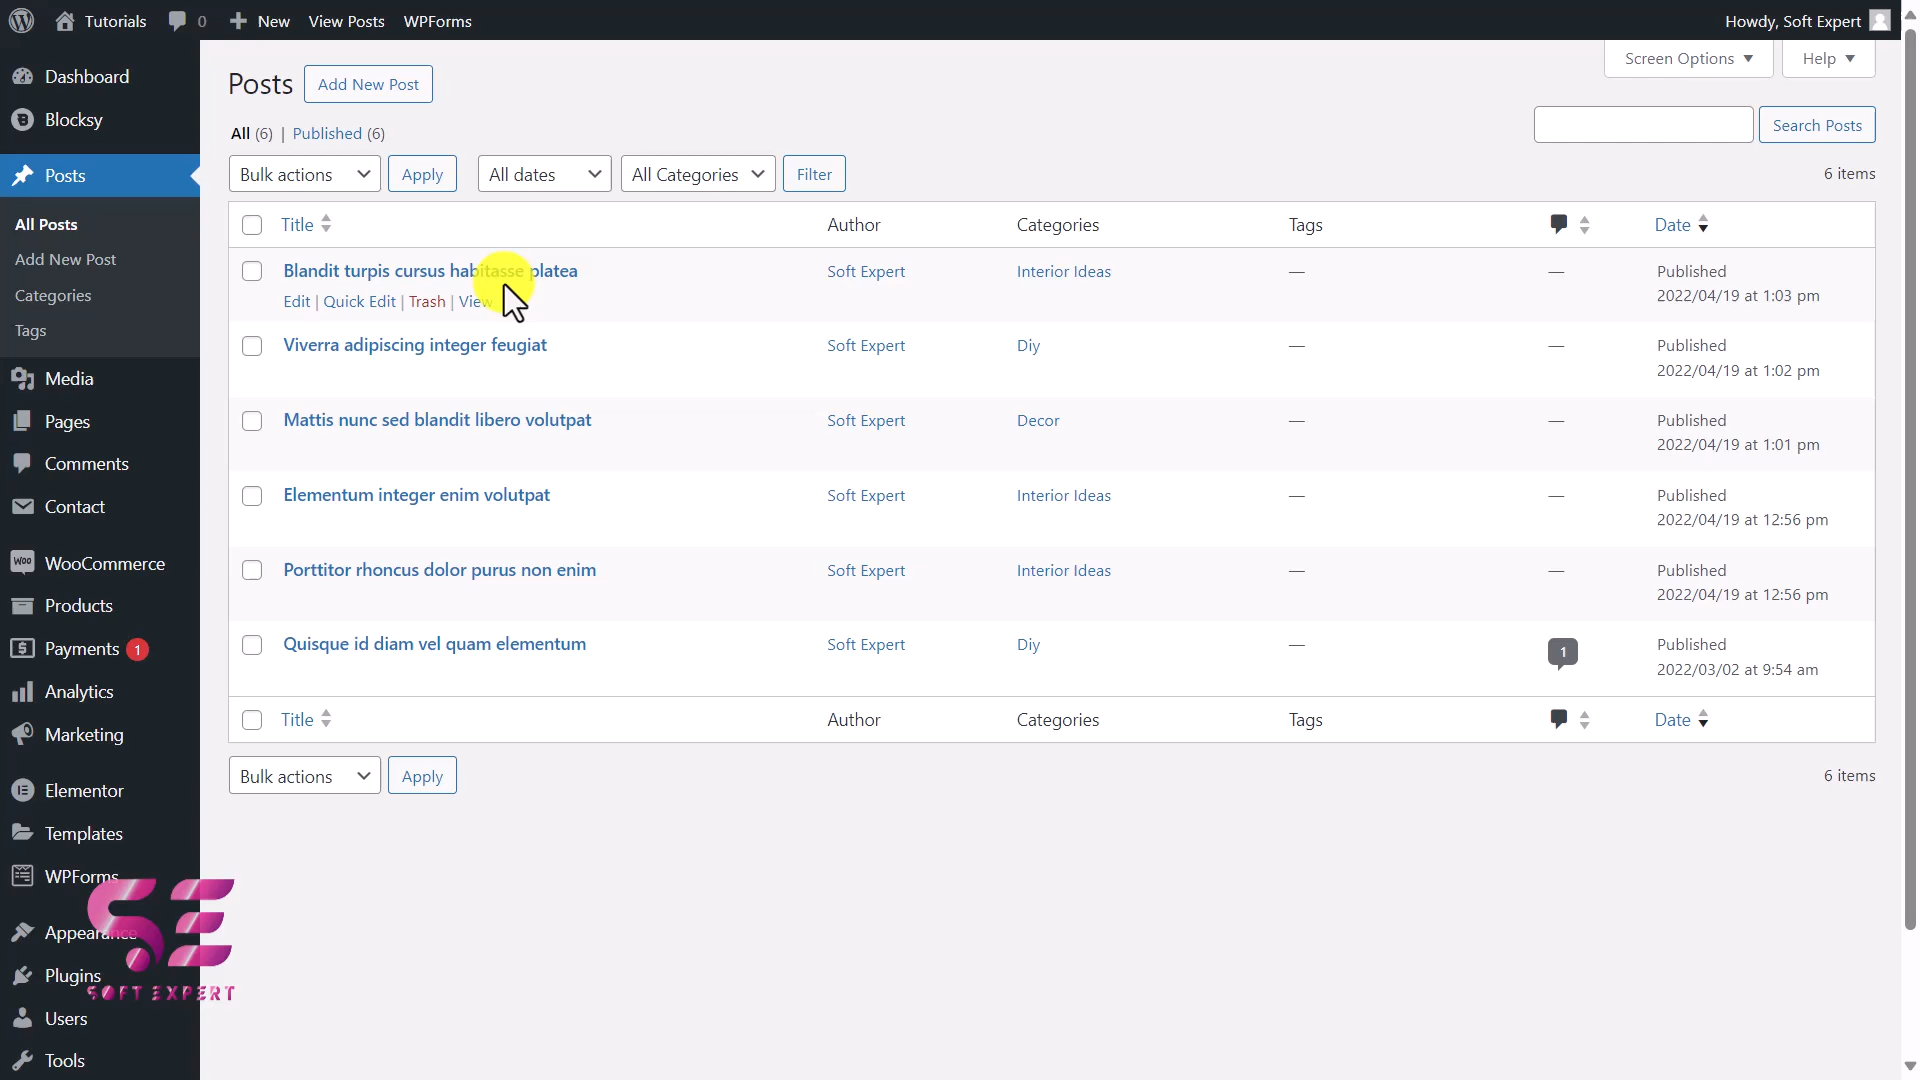 Tutorials 0 New View Posts WPForms Howdy, Soft Expert
Dashboard
Blocksy
Posts
All Posts
Add New Post
Categories
Tags
Media
Pages
Comments
Contact
WooCommerce
Products
Payments 1
Analytics
Marketing
Elementor
Templates
WPForms
Appearance
Plugins
Users
Tools
Screen Options Help
Posts Add New Post
All (6) | Published (6)
Search Posts
Bulk actions Apply All dates All Categories Filter 6 items
Title Author Categories Tags Date
Blandit turpis cursus habitasse platea Soft Expert Interior Ideas — — Published
2022/04/19 at 1:03 pm
Edit | Quick Edit | Trash | View
Viverra adipiscing integer feugiat Soft Expert Diy — — Published
2022/04/19 at 1:02 pm
Mattis nunc sed blandit libero volutpat Soft Expert Decor — — Published
2022/04/19 at 1:01 pm
Elementum integer enim volutpat Soft Expert Interior Ideas — — Published
2022/04/19 at 12:56 pm
Porttitor rhoncus dolor purus non enim Soft Expert Interior Ideas — — Published
2022/04/19 at 12:56 pm
Quisque id diam vel quam elementum Soft Expert Diy — 1 Published
2022/03/02 at 9:54 am
Title Author Categories Tags Date
Bulk actions Apply 6 items
SE
SOFT EXPERT